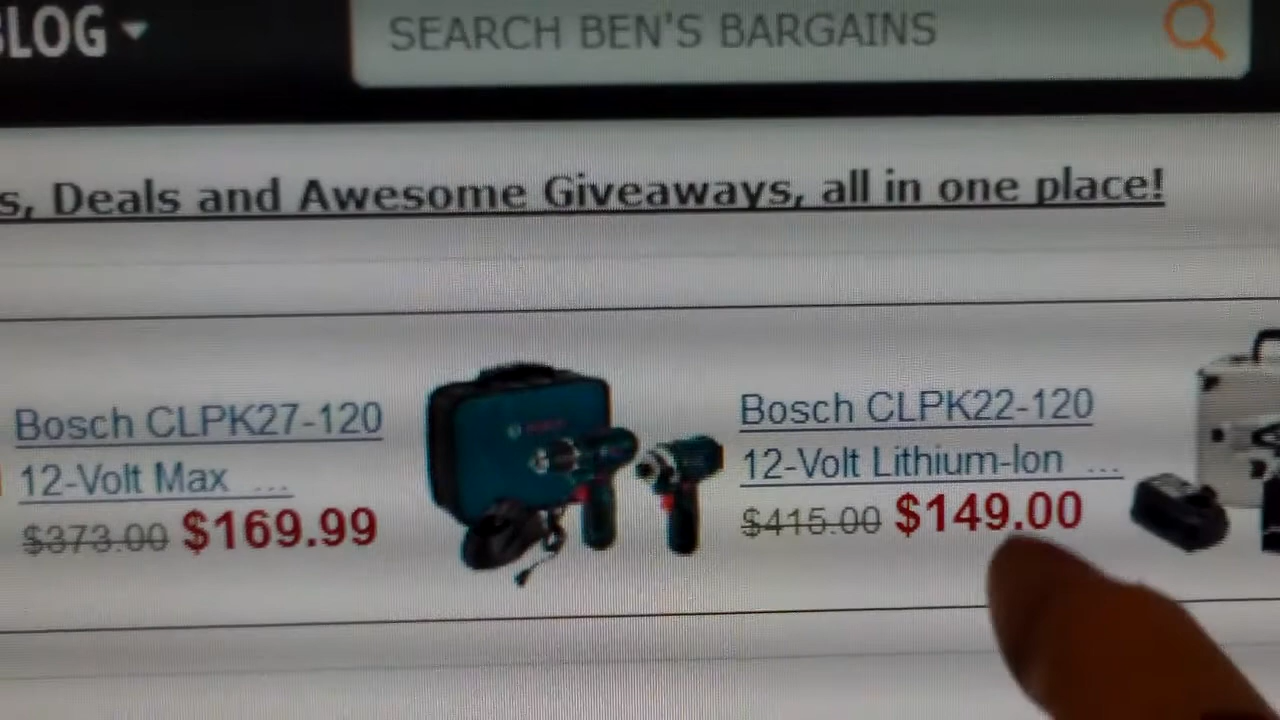 BLOG
SEARCH BEN'S BARGAINS
s, Deals and Awesome Giveaways, all in one place!
Bosch CLPK27-120
12-Volt Max ...
$373.00 $169.99
Bosch CLPK22-120
12-Volt Lithium-Ion ...
$415.00 $149.00